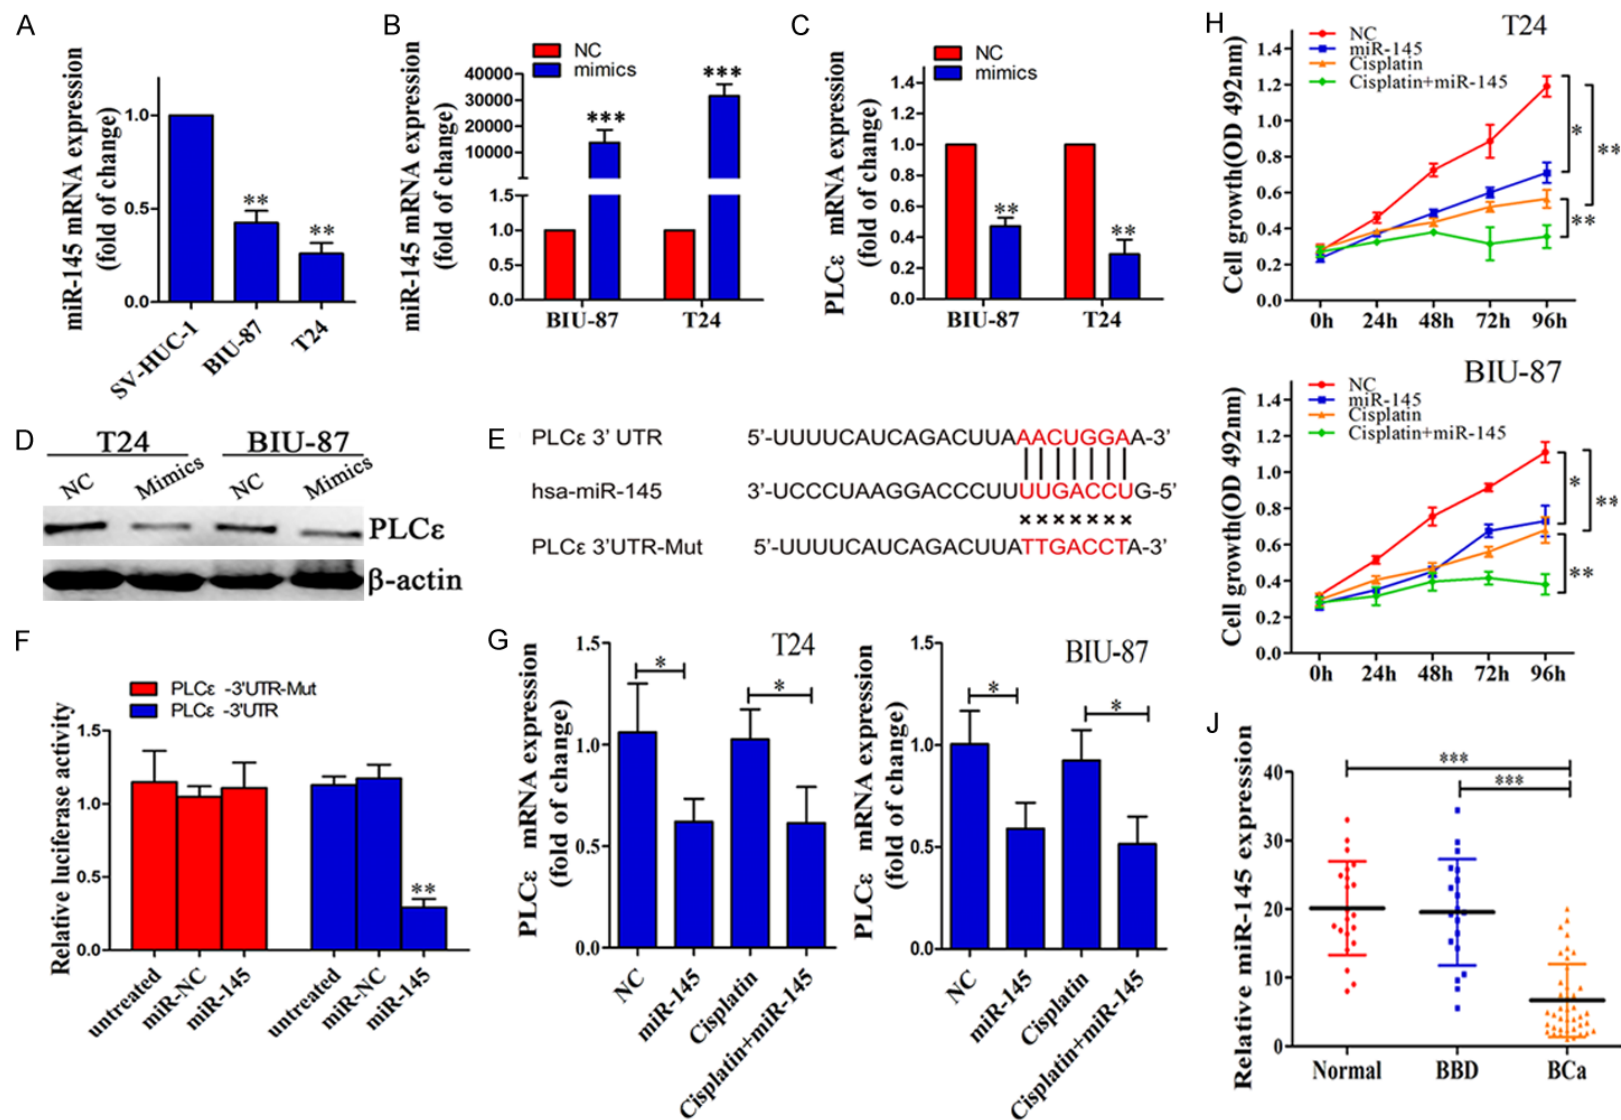 A
miR-145 mRNA expression
(fold of change)
1.0
0.5
0.0
**
**
SV-HUC-1
BIU-87
T24
B
miR-145 mRNA expression
(fold of change)
NC
mimics
40000
30000
20000
10000
1.5
1.0
0.5
0.0
***
***
BIU-87
T24
C
PLCε mRNA expression
(fold of change)
NC
mimics
1.4
1.2
1.0
0.8
0.6
0.4
0.2
0.0
**
**
BIU-87
T24
D
T24
BIU-87
NC
Mimics
NC
Mimics
PLCε
β-actin
E
PLCε 3' UTR
5'-UUUUCAUCAGACUUAAACUGGAA-3'
hsa-miR-145
3'-UCCCUAAGGACCCUUUUGACCUG-5'
×××××××
PLCε 3'UTR-Mut
5'-UUUUCAUCAGACUUATTGACCTA-3'
F
PLCε -3'UTR-Mut
PLCε -3'UTR
Relative luciferase activity
1.5
1.0
0.5
0.0
**
untreated
miR-NC
miR-145
untreated
miR-NC
miR-145
G
T24
PLCε mRNA expression
(fold of change)
1.5
1.0
0.5
0.0
*
*
NC
miR-145
Cisplatin
Cisplatin+miR-145
BIU-87
PLCε mRNA expression
(fold of change)
1.5
1.0
0.5
0.0
*
*
NC
miR-145
Cisplatin
Cisplatin+miR-145
H
T24
NC
miR-145
Cisplatin
Cisplatin+miR-145
Cell growth(OD 492nm)
1.4
1.2
1.0
0.8
0.6
0.4
0.2
0.0
*
**
**
0h
24h
48h
72h
96h
BIU-87
NC
miR-145
Cisplatin
Cisplatin+miR-145
Cell growth(OD 492nm)
1.4
1.2
1.0
0.8
0.6
0.4
0.2
0.0
*
**
**
0h
24h
48h
72h
96h
J
Relative miR-145 expression
40
30
20
10
0
***
***
Normal
BBD
BCa